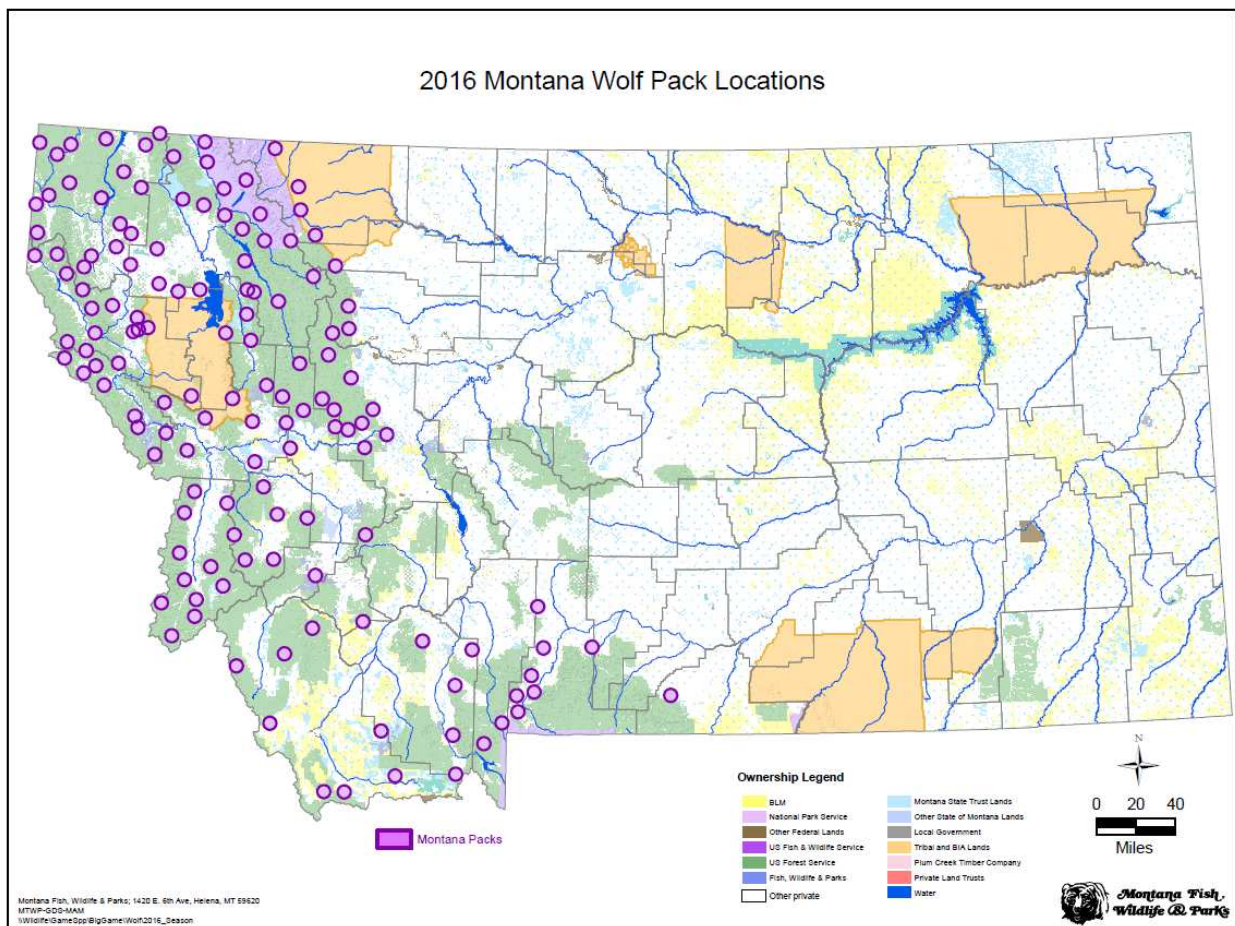 2016 Montana Wolf Pack Locations
N
Ownership Legend
BLM
National Park Service
Other Federal Lands
US Fish & Wildlife Service
US Forest Service
Fish, Wildlife & Parks
Other private
Montana State Trust Lands
Other State of Montana Lands
Local Government
Tribal and BIA Lands
Plum Creek Timber Company
Private Land Trusts
Water
0 20 40
Miles
Montana Packs
Montana Fish, Wildlife & Parks; 1420 E. 6th Ave, Helena, MT 59620
MTWP-GDS-MAM
\\Wildlife\GameSpp\BigGame\Wolf\2016_Season
Montana Fish,
Wildlife & Parks